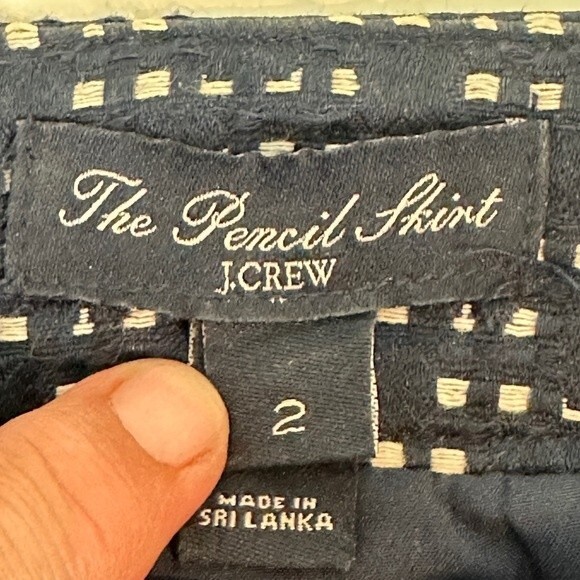 The Pencil Skirt
J.CREW
2
MADE IN
SRI LANKA